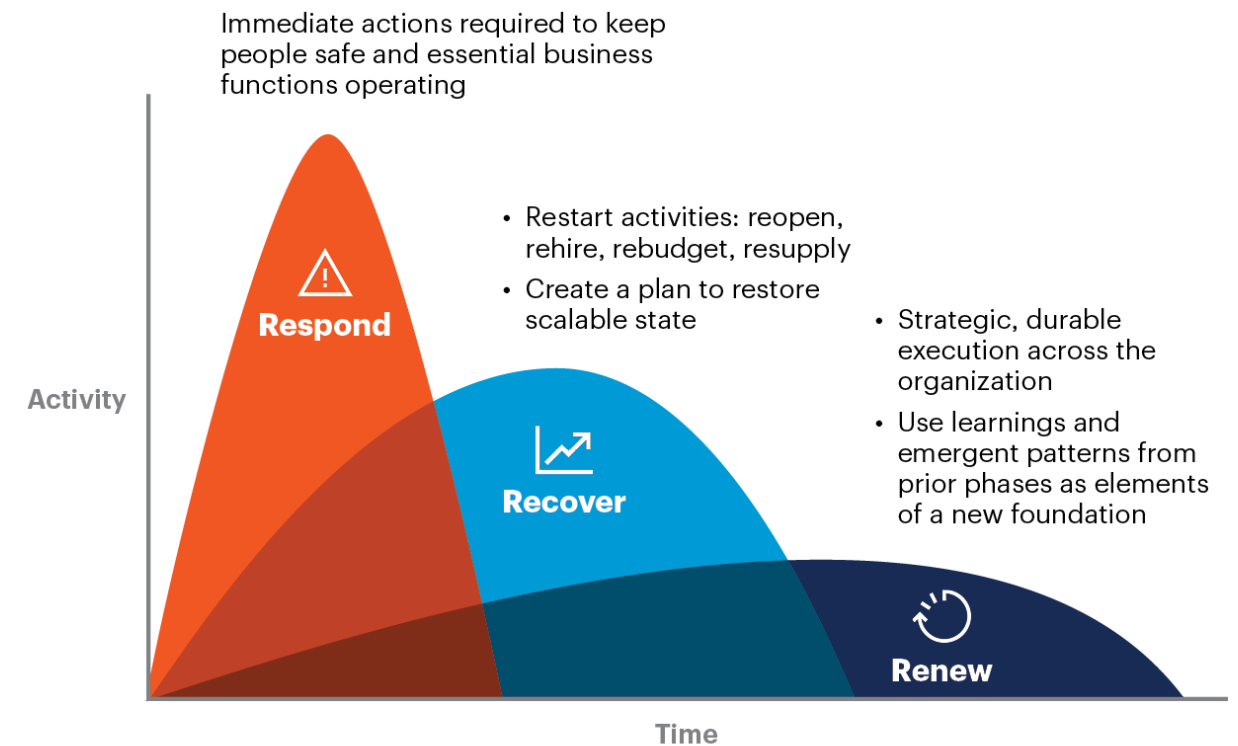 Immediate actions required to keep
people safe and essential business
functions operating
Respond
• Restart activities: reopen,
rehire, rebudget, resupply
• Create a plan to restore
scalable state
Recover
• Strategic, durable
execution across the
organization
• Use learnings and
emergent patterns from
prior phases as elements
of a new foundation
Renew
Activity
Time